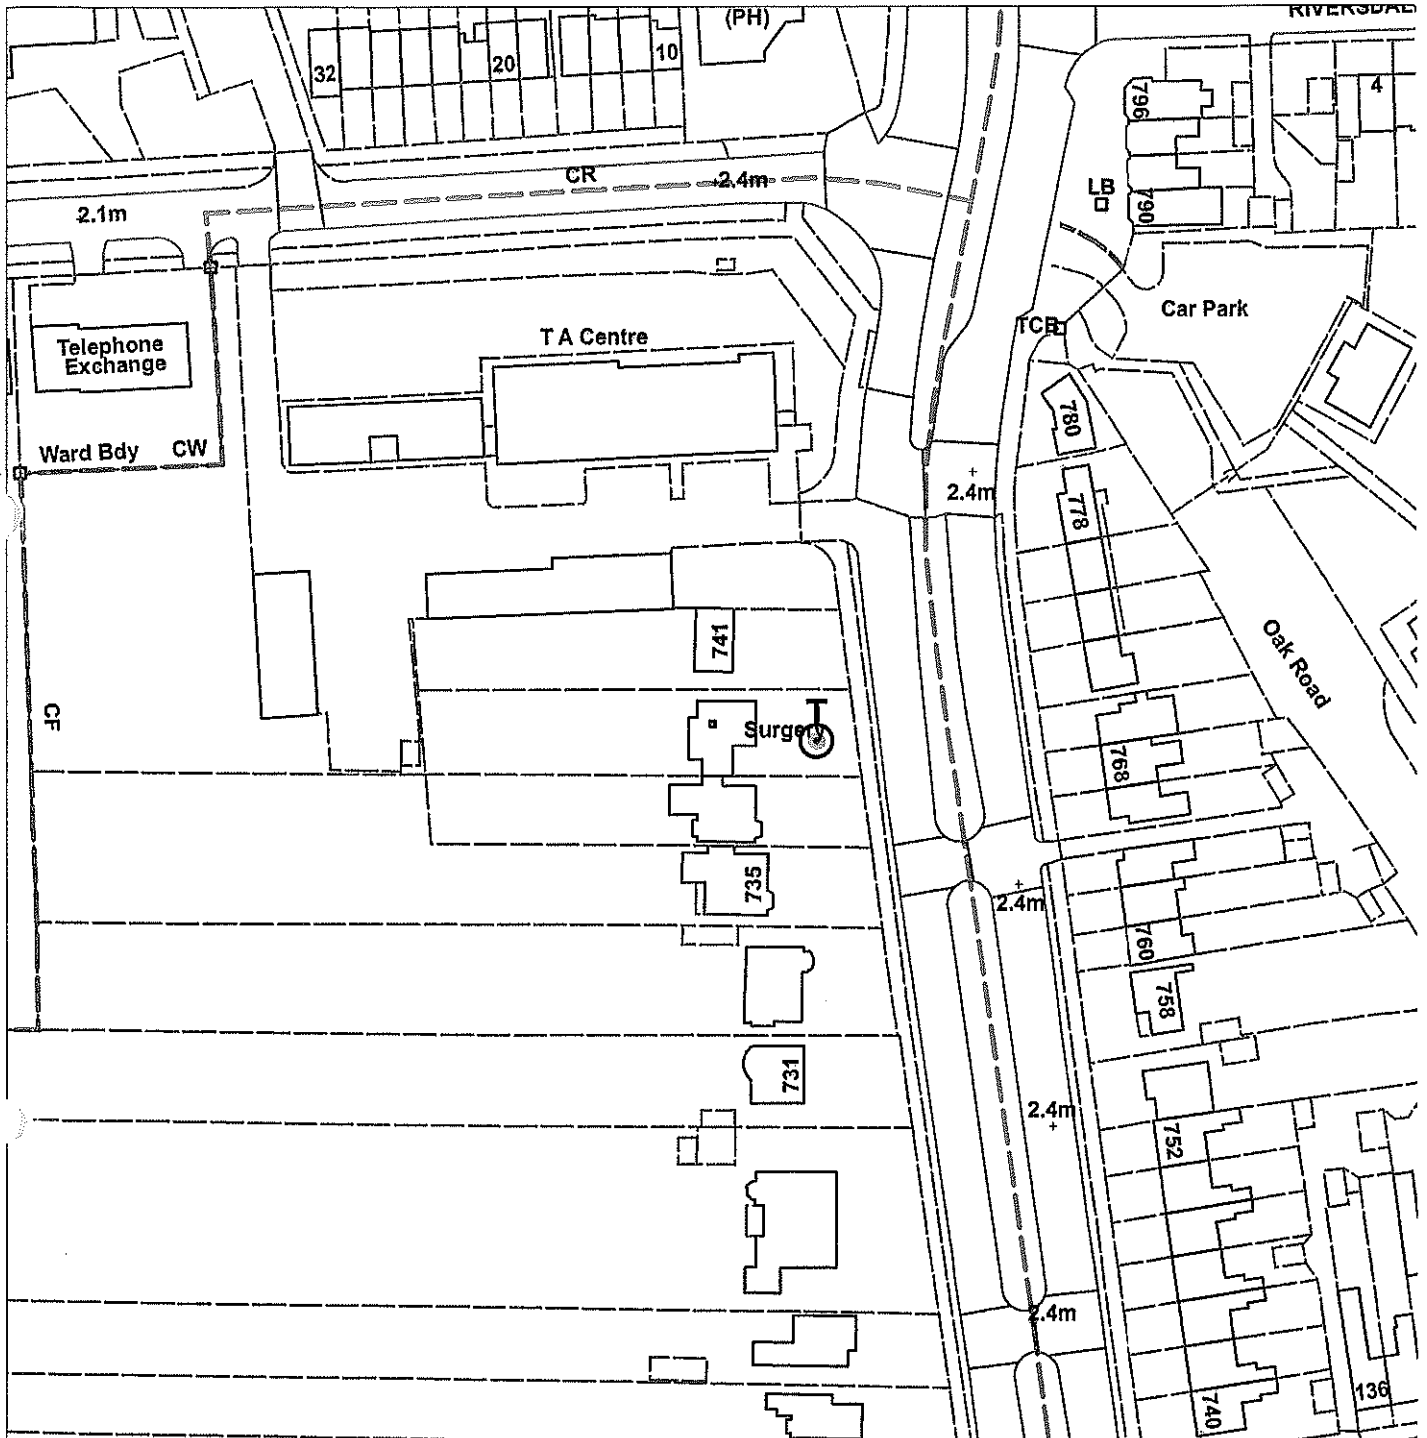 (PH)
RIVERSDALE
32
20
10
4
796
CR
2.4m
LB
790
2.1m
Car Park
TCB
T A Centre
Telephone
Exchange
780
Ward Bdy
CW
2.4m
778
741
Oak Road
CF
Surgery
768
735
2.4m
760
758
731
2.4m
752
2.4m
136
740